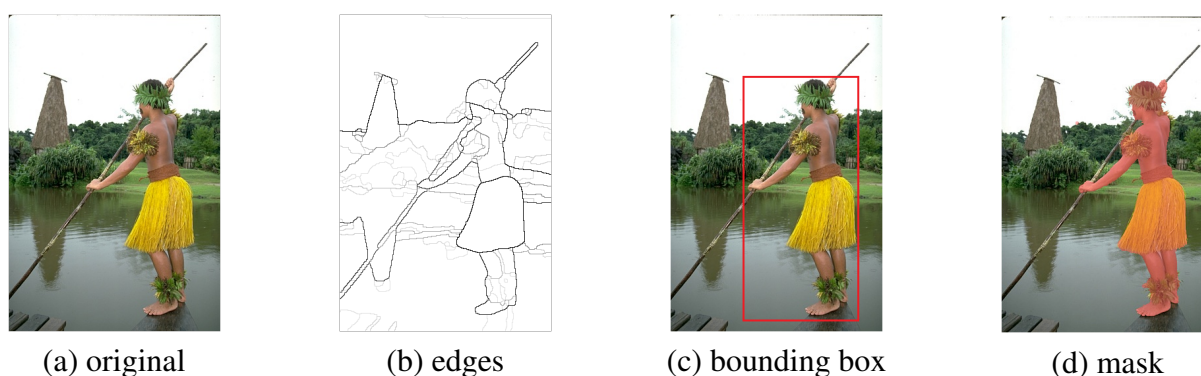 (a) original
(b) edges
(c) bounding box
(d) mask